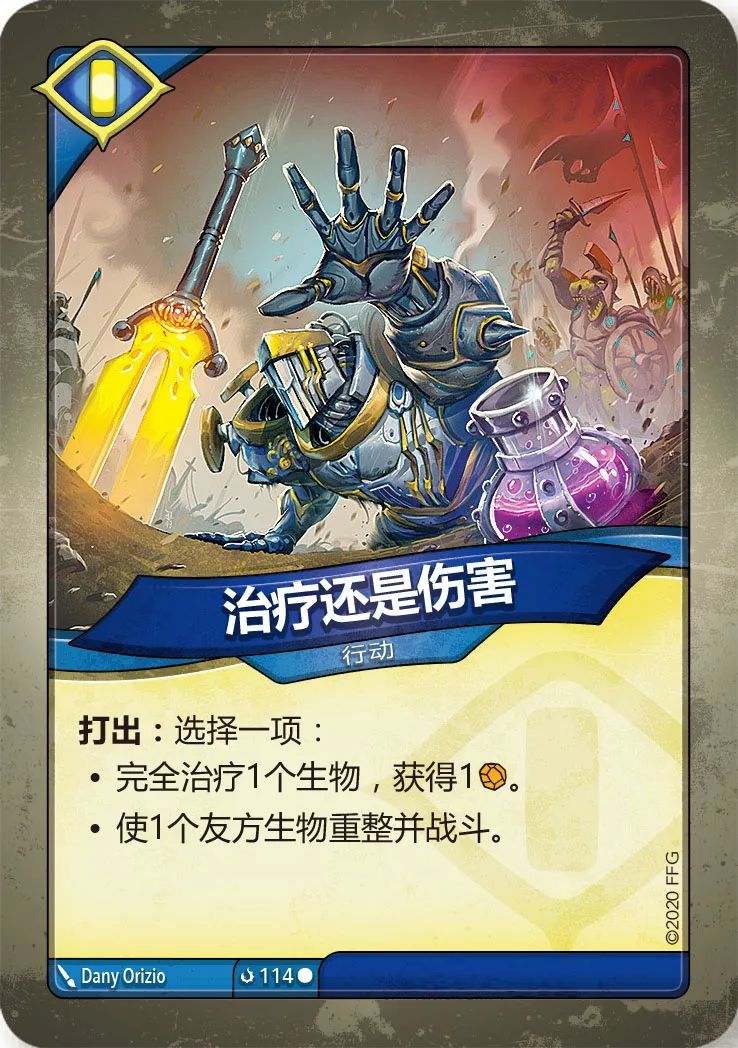 治疗还是伤害
行动
打出：选择一项：
• 完全治疗1个生物，获得1。
• 使1个友方生物重整并战斗。
©2020 FFG
Dany Orizio
114